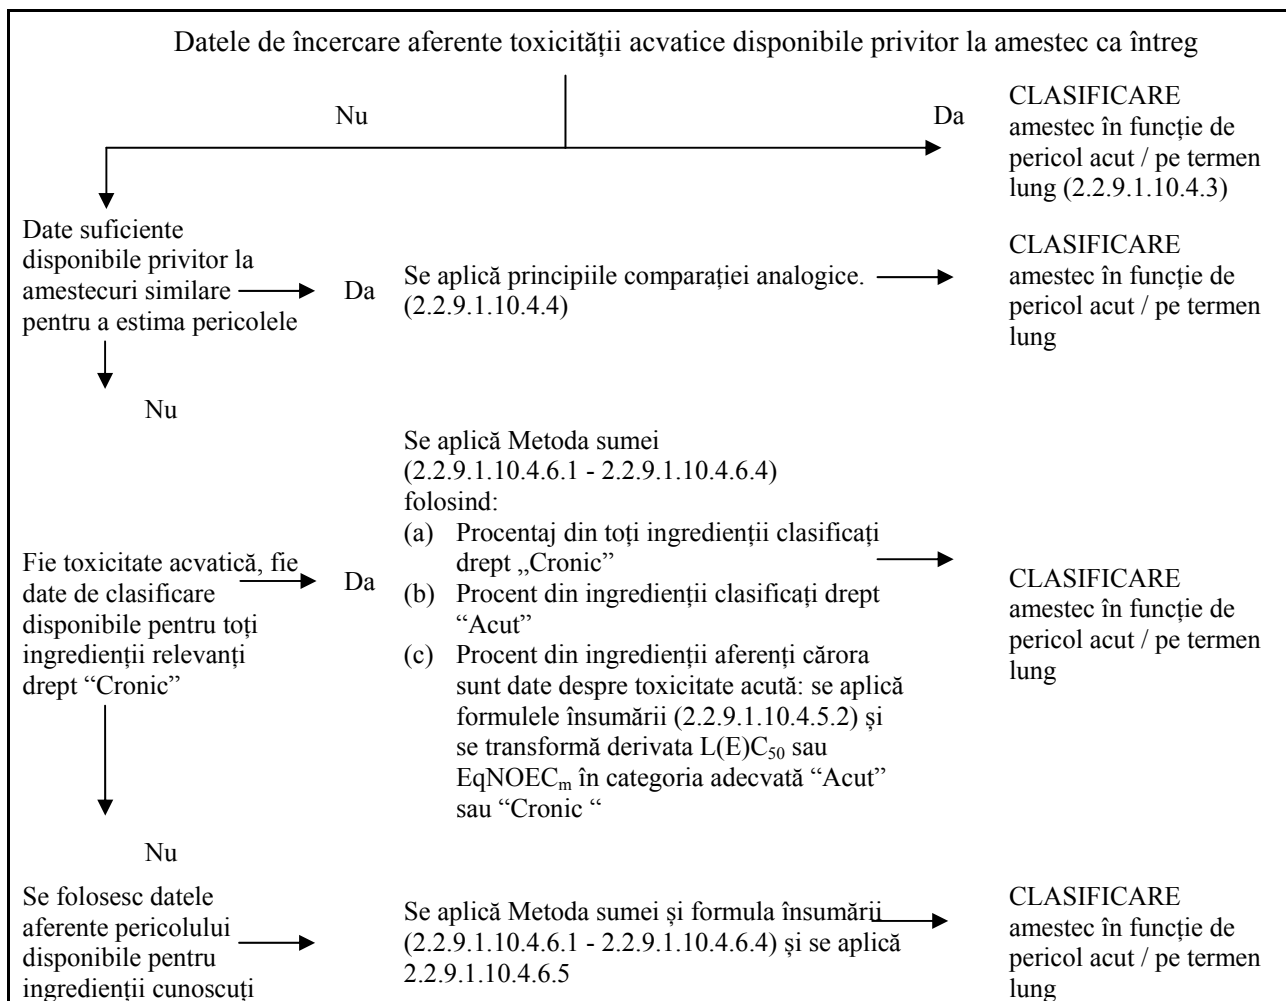 Datele de încercare aferente toxicității acvatice disponibile privitor la amestec ca întreg
Nu
Da
CLASIFICARE
amestec în funcție de
pericol acut / pe termen
lung (2.2.9.1.10.4.3)
Date suficiente
disponibile privitor la
amestecuri similare
pentru a estima pericolele
Da
Se aplică principiile comparației analogice.
(2.2.9.1.10.4.4)
CLASIFICARE
amestec în funcție de
pericol acut / pe termen
lung
Nu
Fie toxicitate acvatică, fie
date de clasificare
disponibile pentru toți
ingredienții relevanți
drept “Cronic”
Da
Se aplică Metoda sumei
(2.2.9.1.10.4.6.1 - 2.2.9.1.10.4.6.4)
folosind:
(a) Procentaj din toți ingredienții clasificați
drept „Cronic”
(b) Procent din ingredienții clasificați drept
“Acut”
(c) Procent din ingredienții aferenți cărora
sunt date despre toxicitate acută: se aplică
formulele însumării (2.2.9.1.10.4.5.2) și
se transformă derivata L(E)C50 sau
EqNOECm în categoria adecvată “Acut”
sau “Cronic “
CLASIFICARE
amestec în funcție de
pericol acut / pe termen
lung
Nu
Se folosesc datele
aferente pericolului
disponibile pentru
ingredienții cunoscuți
Se aplică Metoda sumei și formula însumării
(2.2.9.1.10.4.6.1 - 2.2.9.1.10.4.6.4) și se aplică
2.2.9.1.10.4.6.5
CLASIFICARE
amestec în funcție de
pericol acut / pe termen
lung